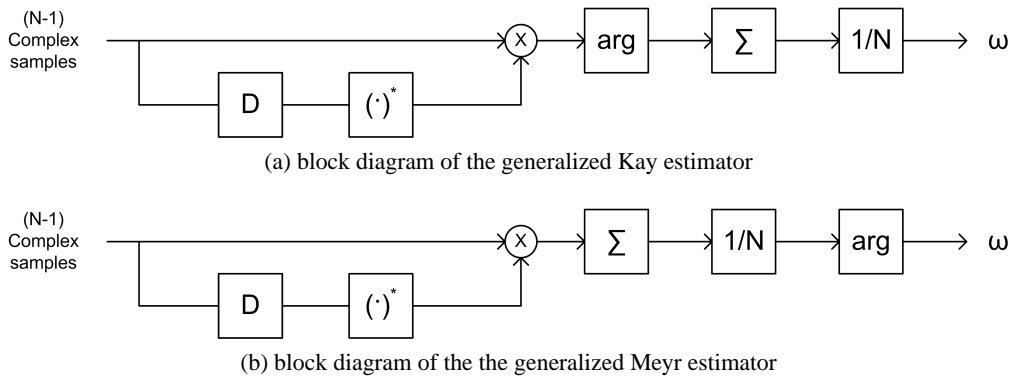 (N-1)
Complex
samples
D
(·)*
X
arg
Σ
1/N
ω
(a) block diagram of the generalized Kay estimator
(N-1)
Complex
samples
D
(·)*
X
Σ
1/N
arg
ω
(b) block diagram of the the generalized Meyr estimator